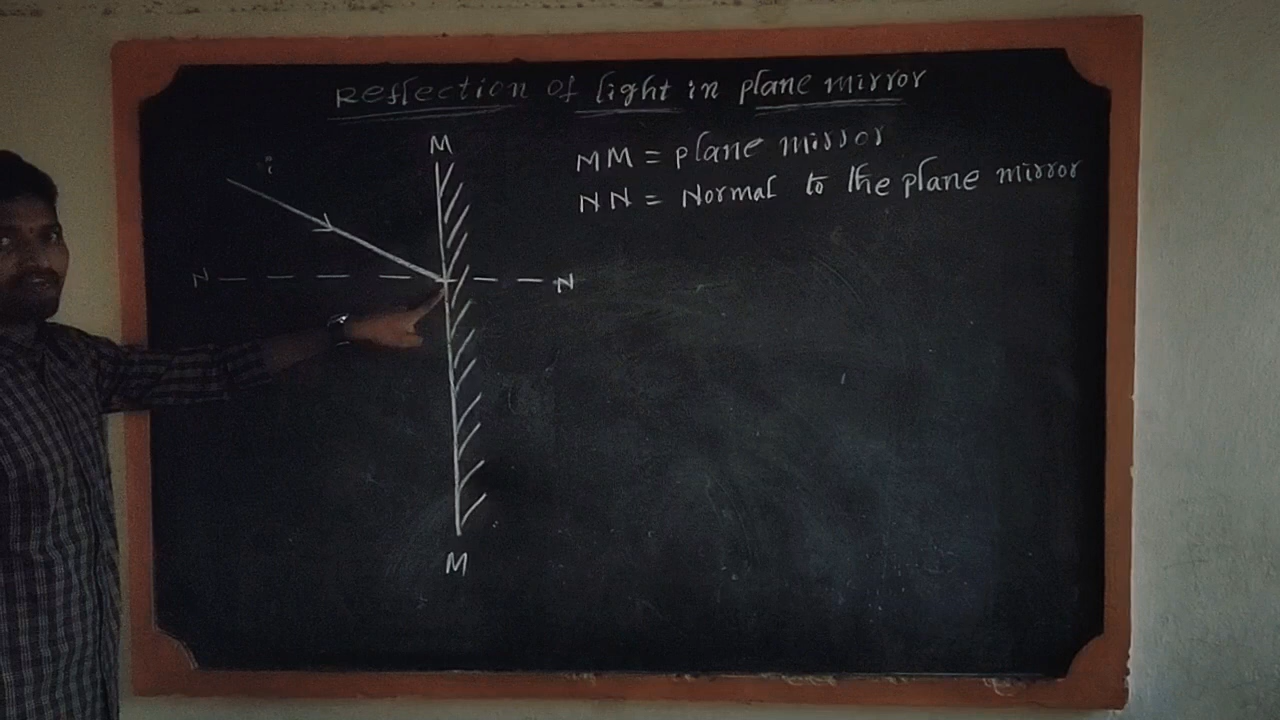 Reflection of light in plane mirror
M
i
MM = plane mirror
NN = Normal to the plane mirror
N
N
M